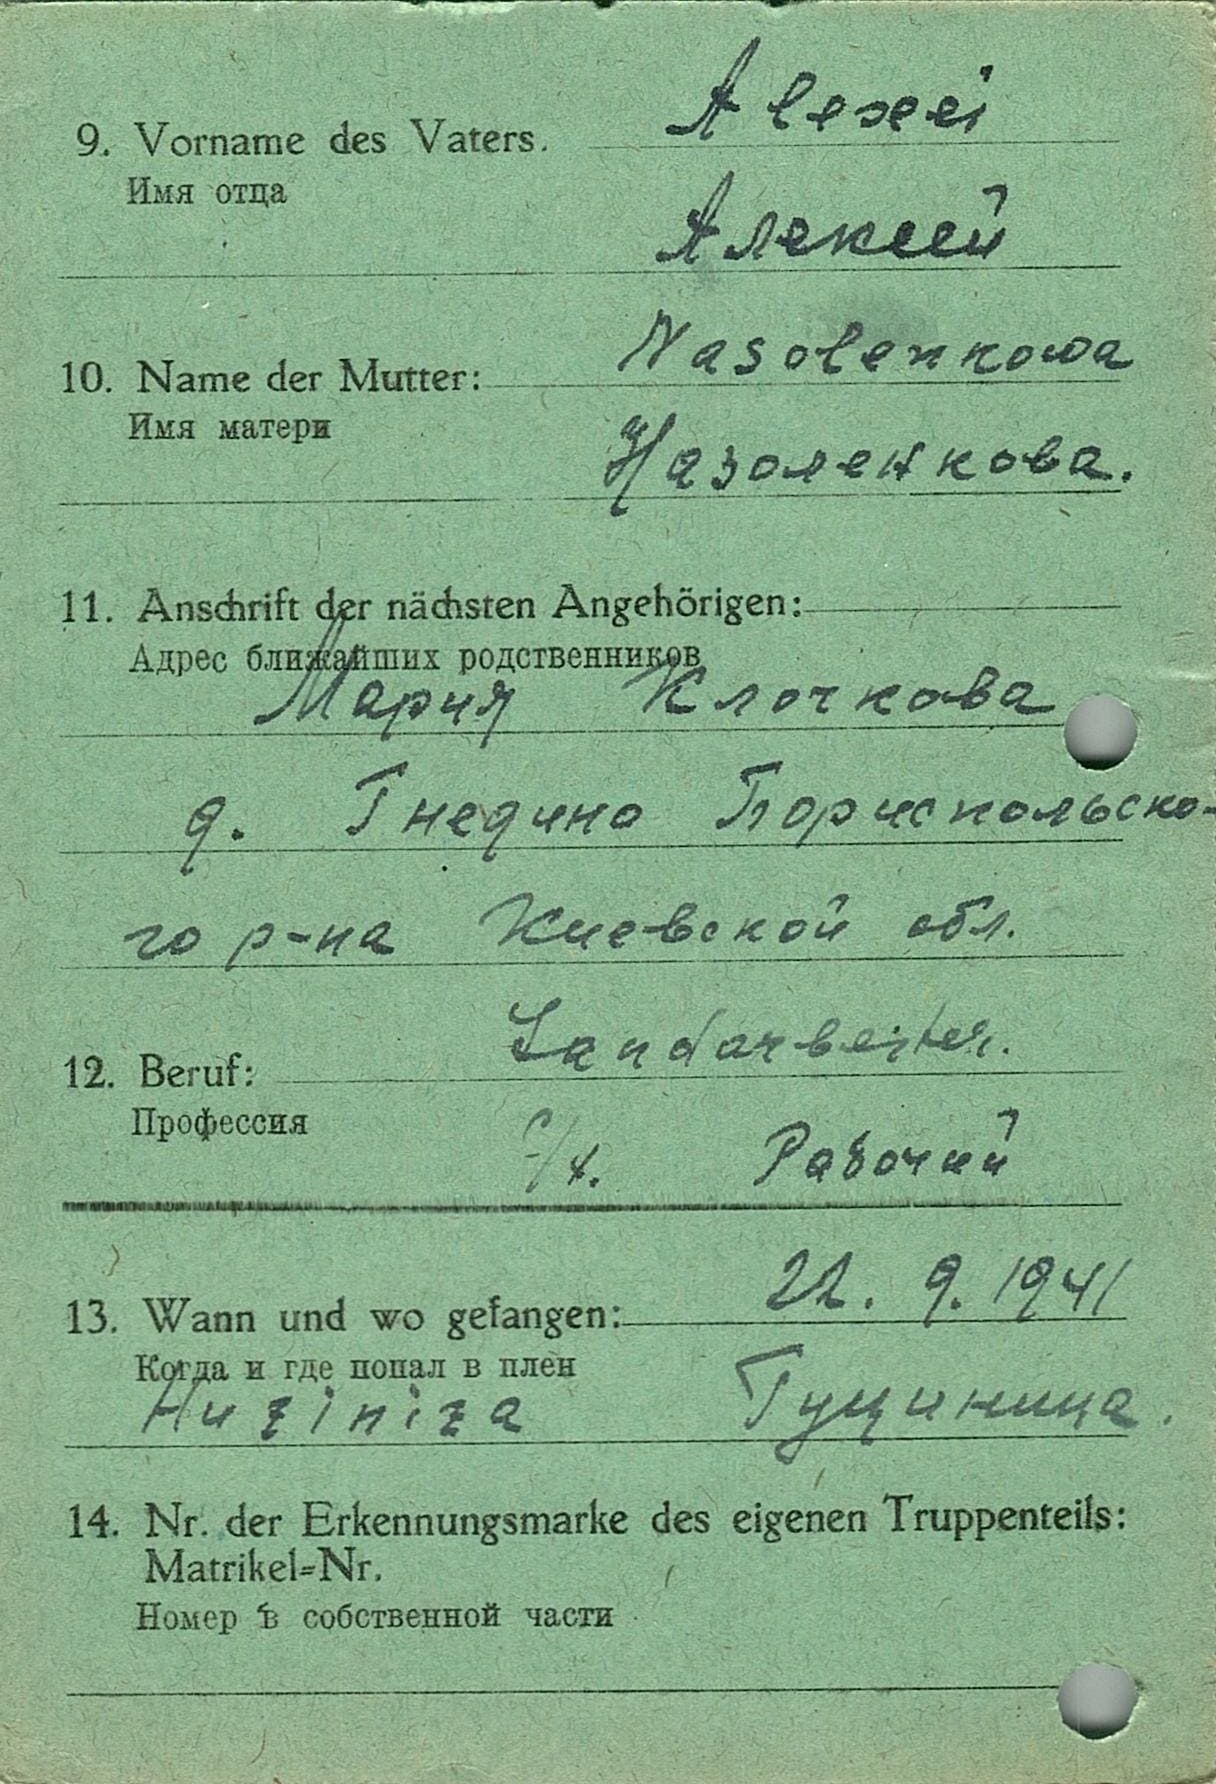 Alexei
9. Vorname des Vaters.
Имя отца
Алексей
Nasolenkowa
10. Name der Mutter:
Имя матери
Назоленкова.
11. Anschrift der nächsten Angehörigen:
Адрес ближайших родственников
Мария Клочкова
д. Гнедино Бориспольско-
го р-на Киевской обл.
Landarbeiter.
12. Beruf:
Профессия
с/х. Рабочий
22. 9. 1941
13. Wann und wo gefangen:
Когда и где попал в плен
Huziniza Гуциница.
14. Nr. der Erkennungsmarke des eigenen Truppenteils:
Matrikel=Nr.
Номер в собственной части